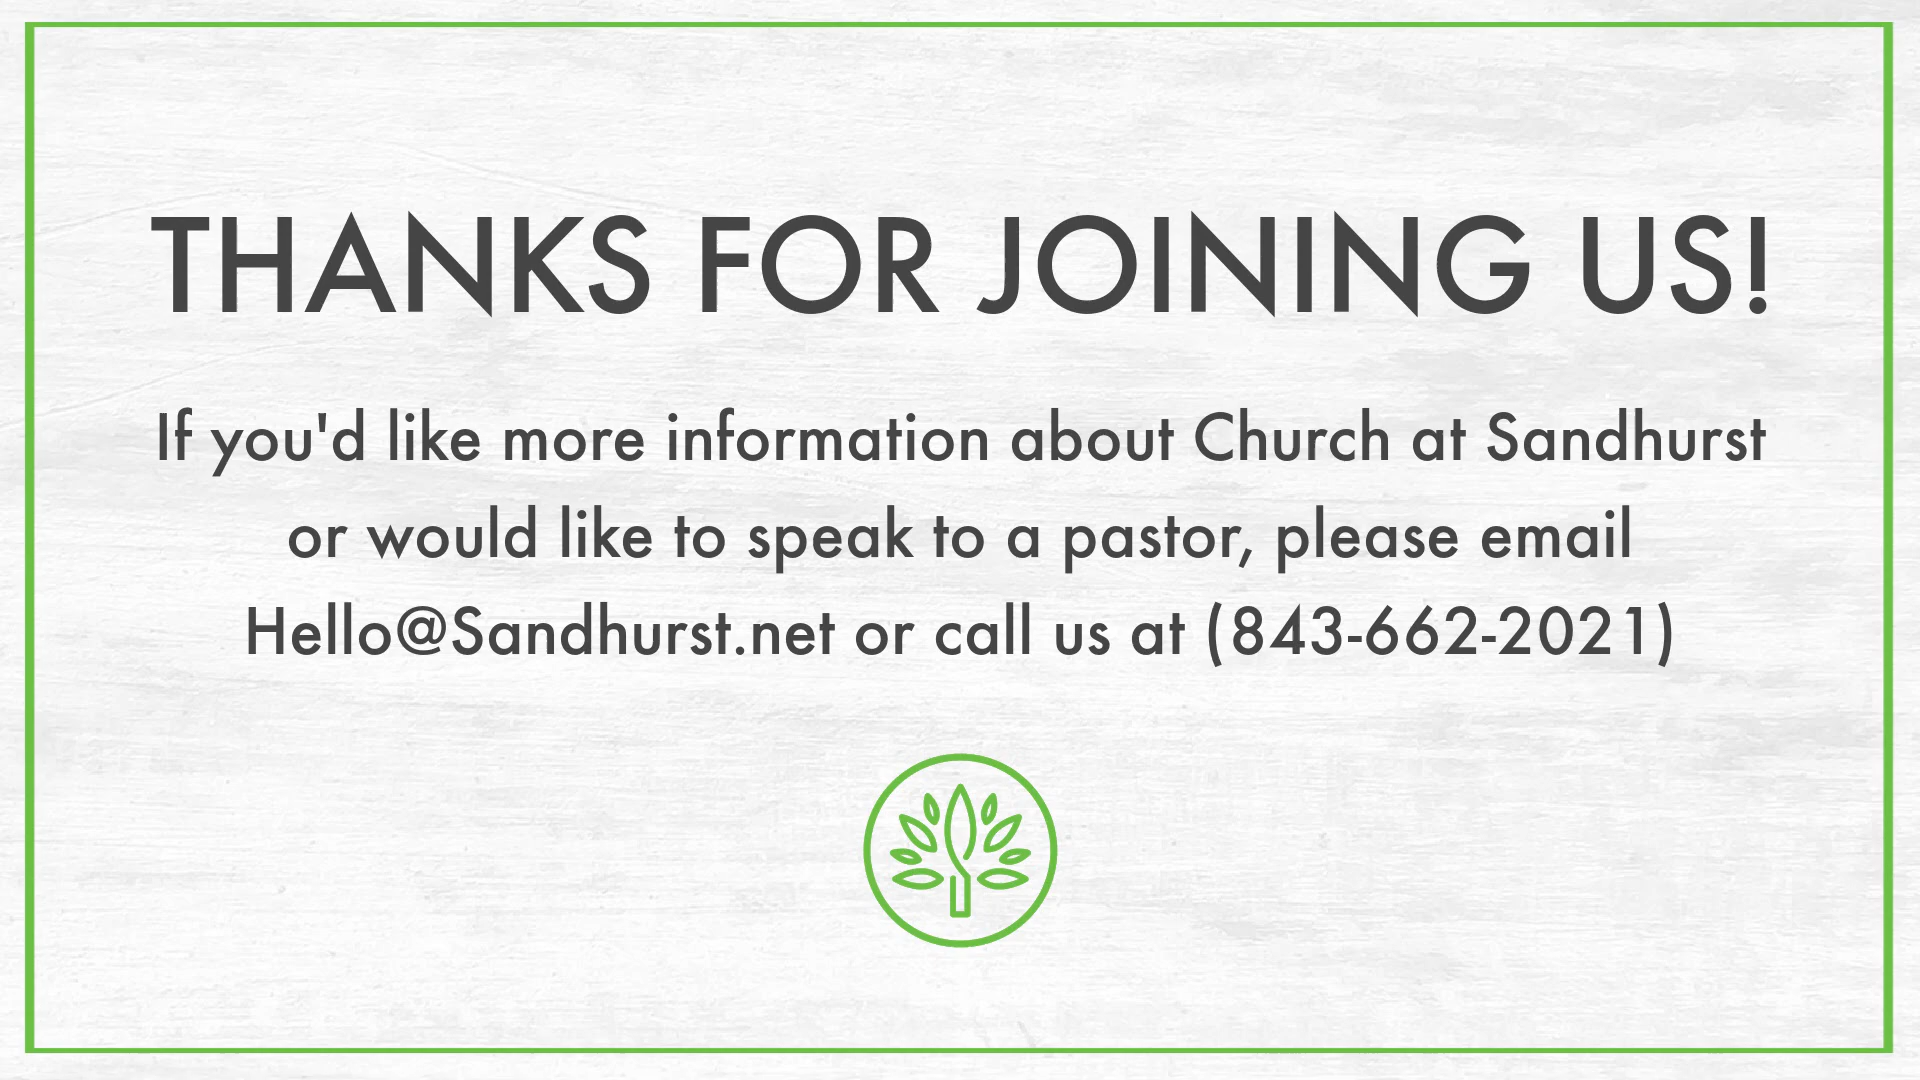 THANKS FOR JOINING US!
If you'd like more information about Church at Sandhurst
or would like to speak to a pastor, please email
Hello@Sandhurst.net or call us at (843-662-2021)